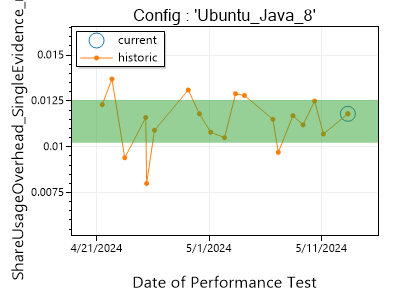 Config : 'Ubuntu_Java_8'
current
historic
0.015
0.0125
0.01
0.0075
4/21/2024
5/1/2024
5/11/2024
Date of Performance Test
ShareUsageOverhead_SingleEvidence_